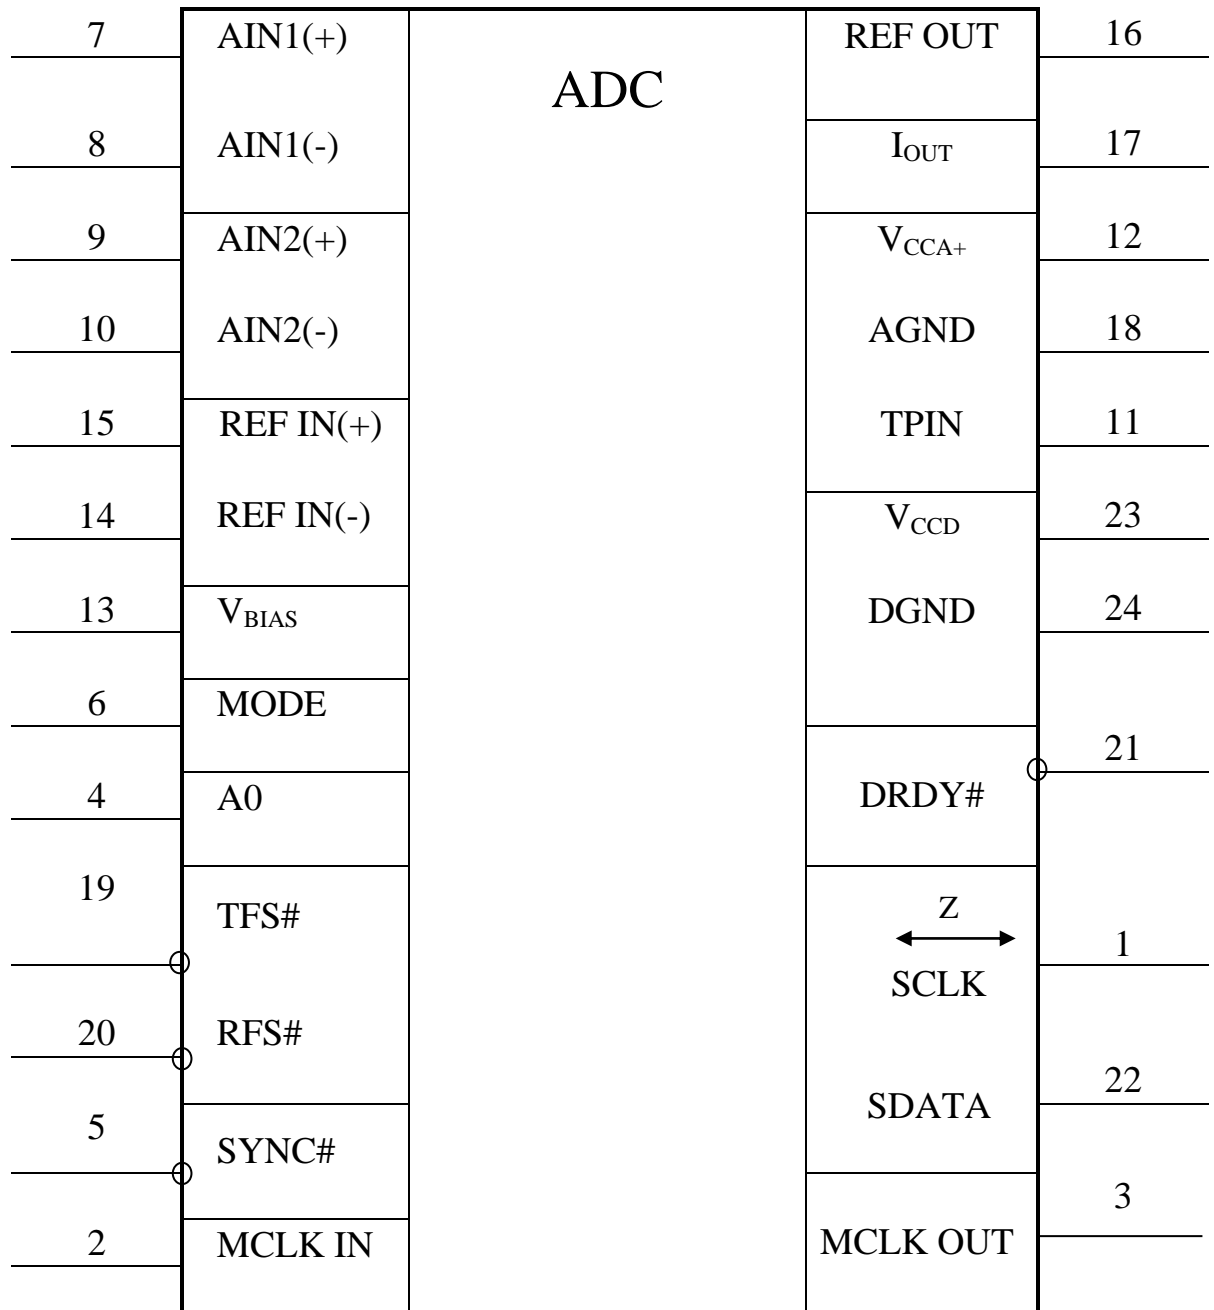 7 AIN1(+) REF OUT 16
ADC
8 AIN1(-) IOUT 17
9 AIN2(+) VCCA+ 12
10 AIN2(-) AGND 18
15 REF IN(+) TPIN 11
14 REF IN(-) VCCD 23
13 VBIAS DGND 24
6 MODE
21
4 A0 DRDY#
19
TFS# Z
1
SCLK
20 RFS#
22
SDATA
5
SYNC#
3
2 MCLK IN MCLK OUT